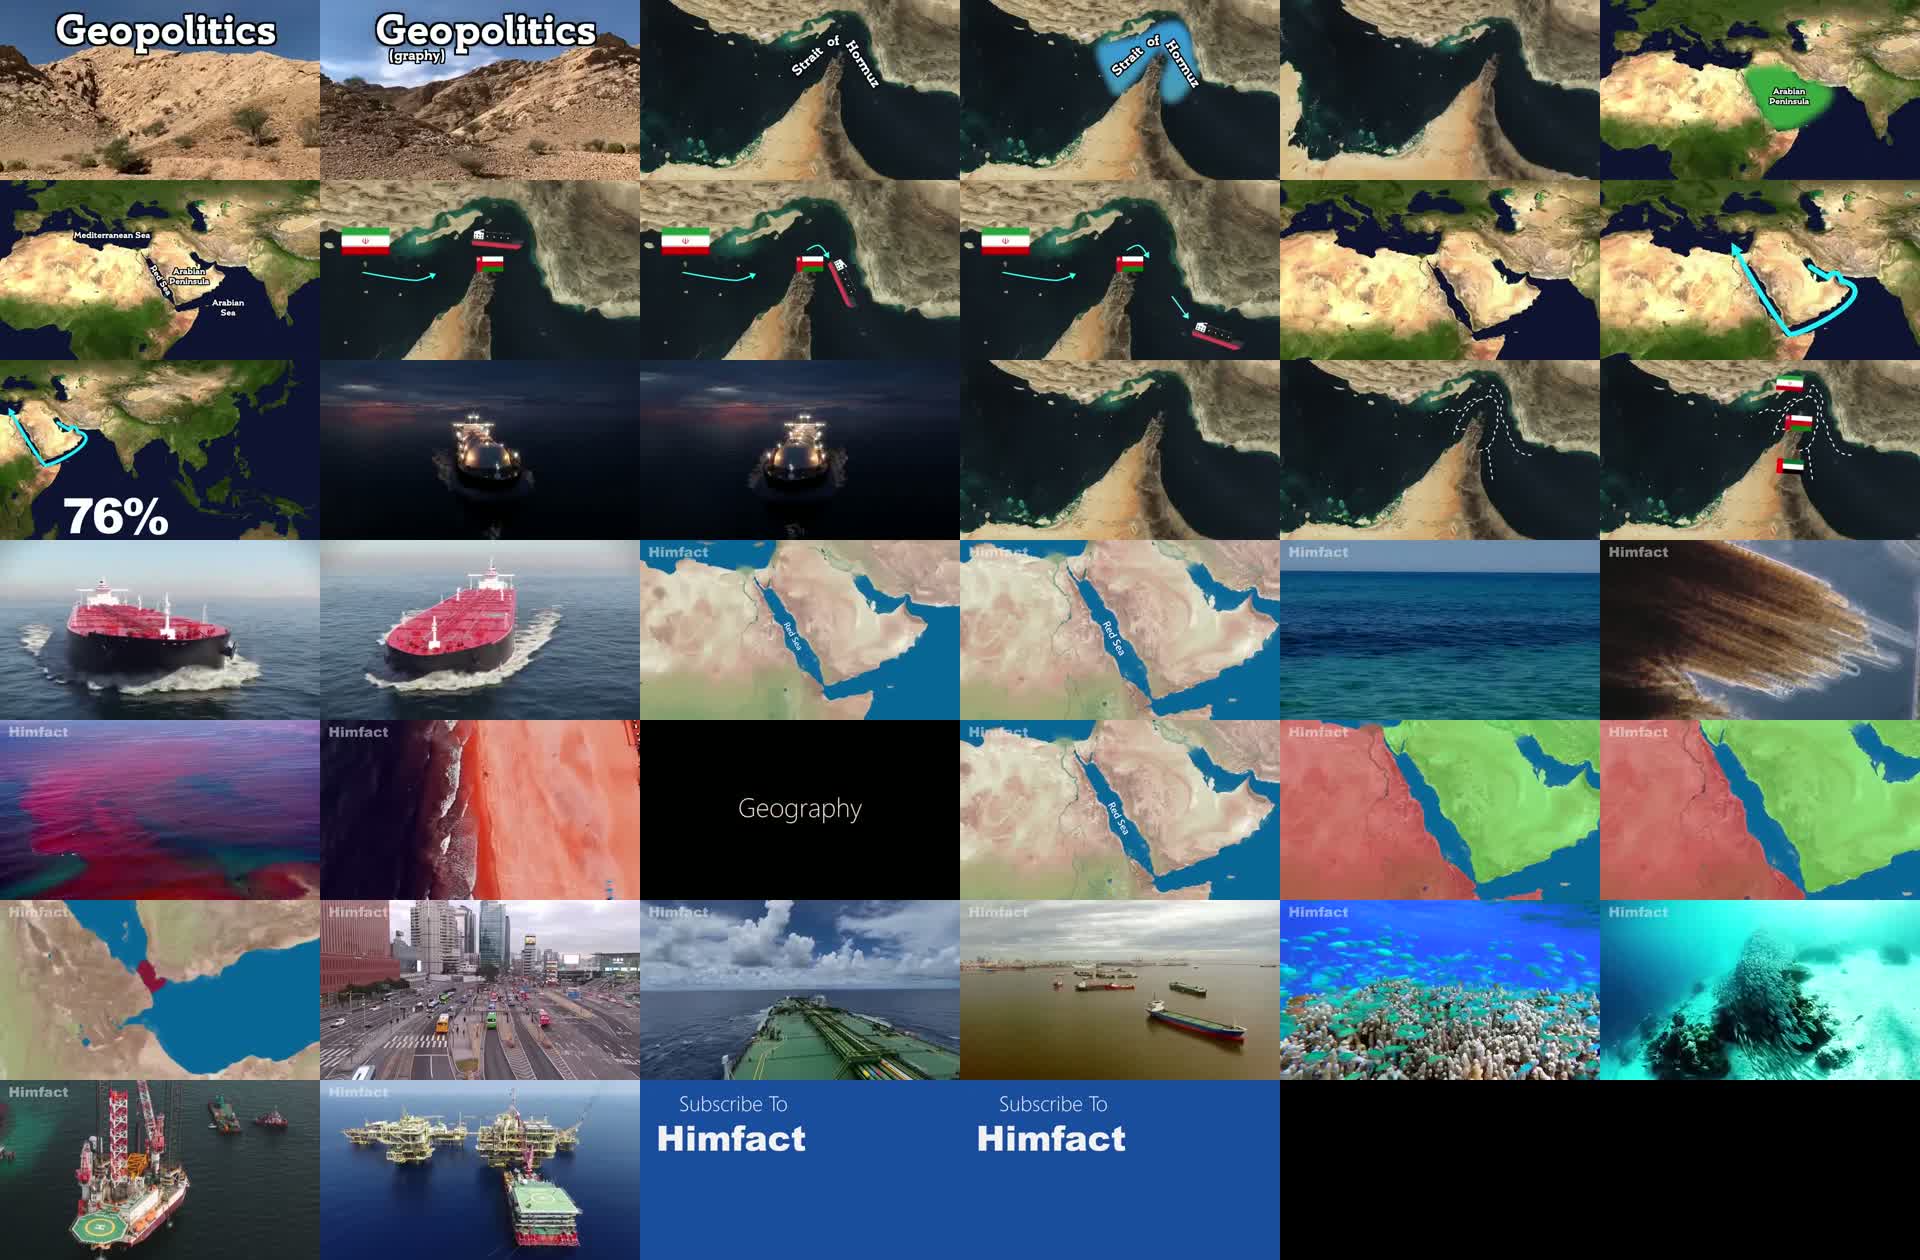 Geopolitics
Geopolitics
(graphy)
Strait of Hormuz
Strait of Hormuz
Arabian
Peninsula
Mediterranean Sea
Red Sea
Arabian
Peninsula
Arabian
Sea
76%
Himfact
Red Sea
Himfact
Red Sea
Himfact
Himfact
Himfact
Himfact
Geography
Himfact
Red Sea
Himfact
Himfact
Himfact
Himfact
Himfact
Himfact
Himfact
Himfact
Himfact
Himfact
Subscribe To
Himfact
Subscribe To
Himfact